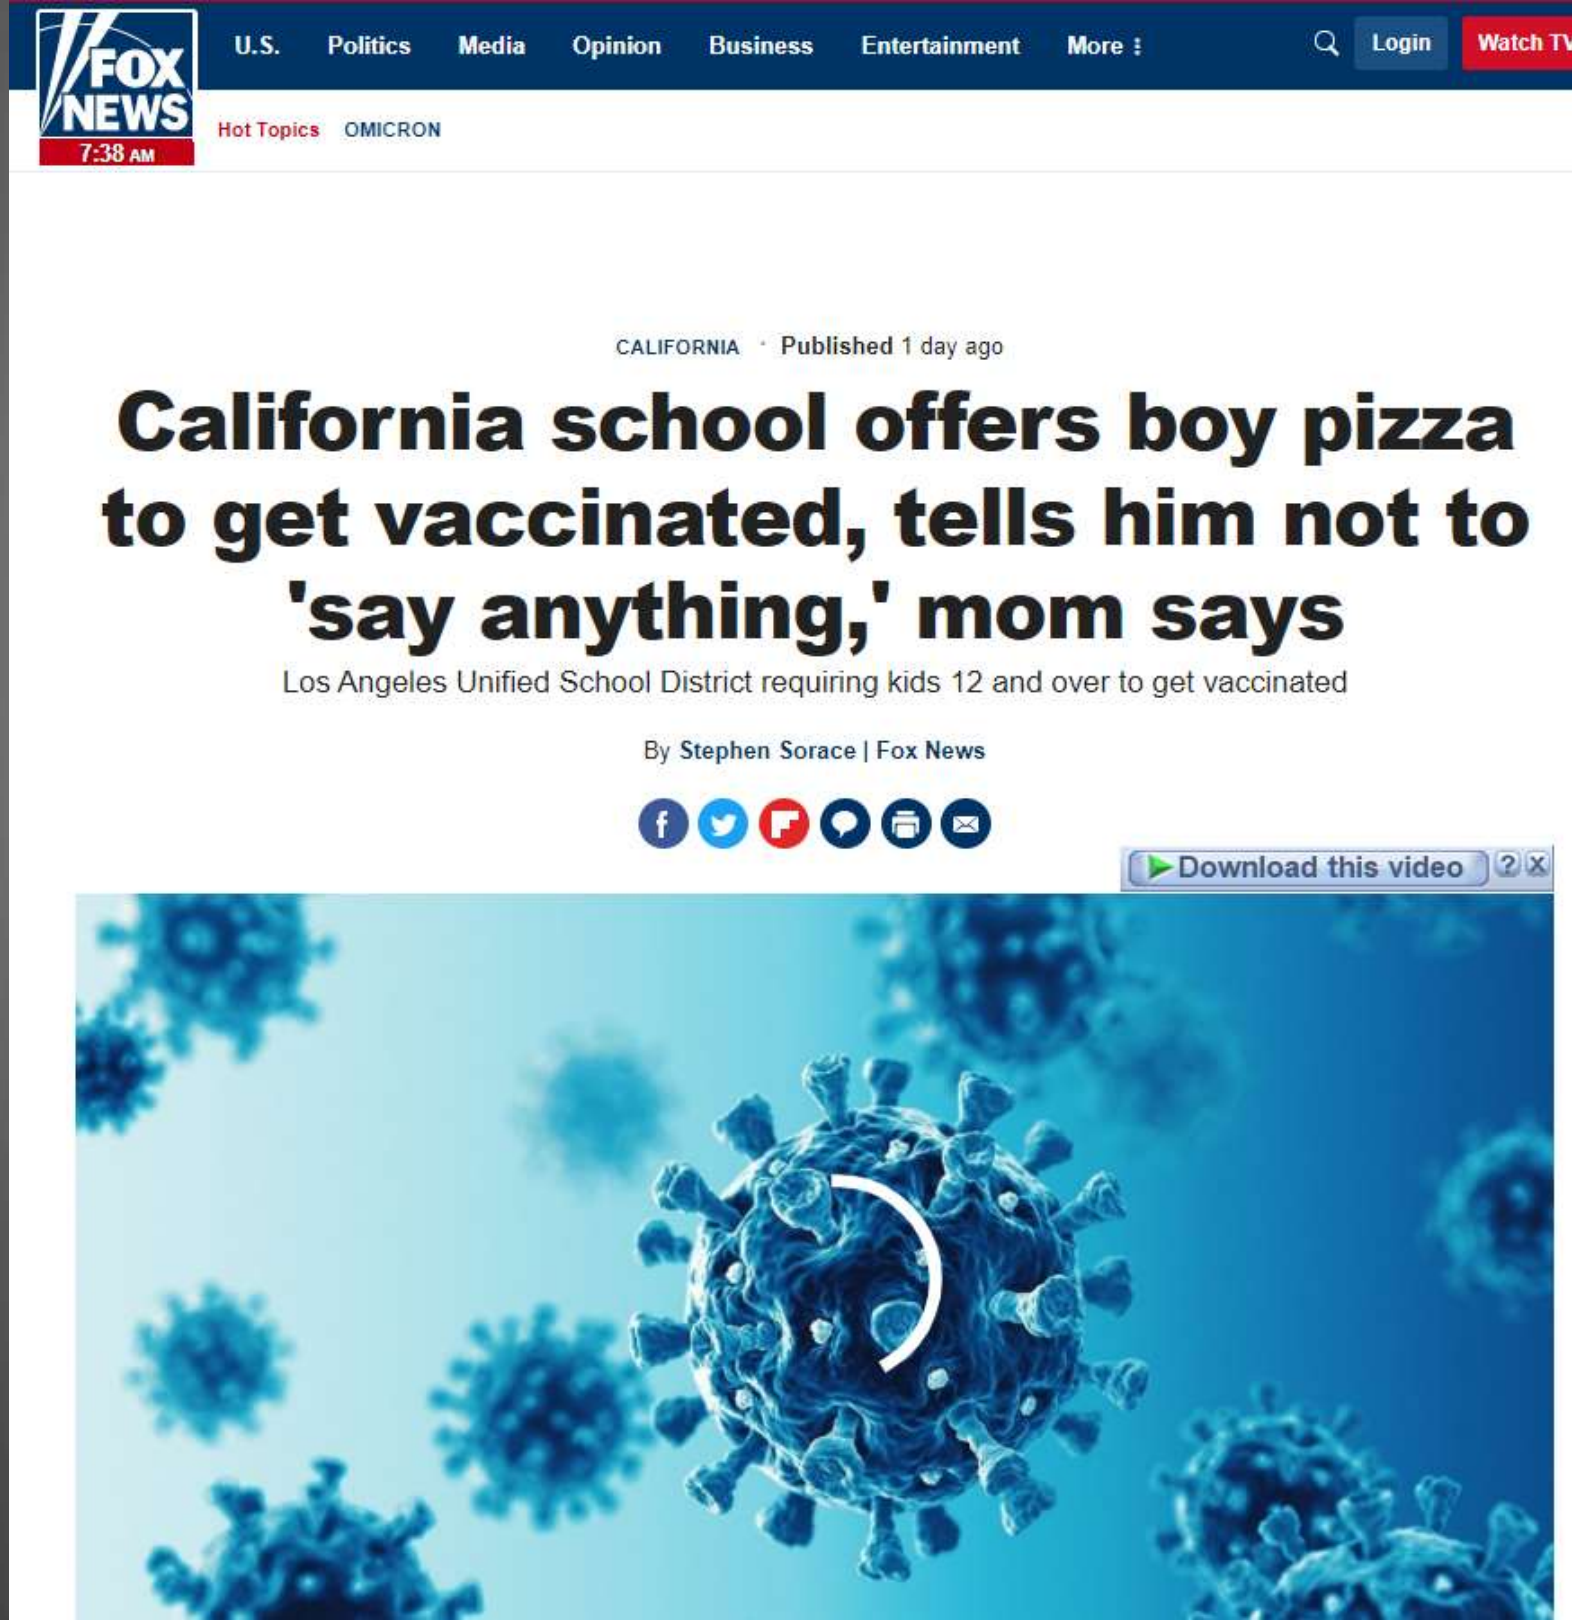 FOX
NEWS
7:38 AM
U.S. Politics Media Opinion Business Entertainment More Login Watch TV
Hot Topics OMICRON
CALIFORNIA · Published 1 day ago
California school offers boy pizza
to get vaccinated, tells him not to
'say anything,' mom says
Los Angeles Unified School District requiring kids 12 and over to get vaccinated
By Stephen Sorace | Fox News
Download this video ? X